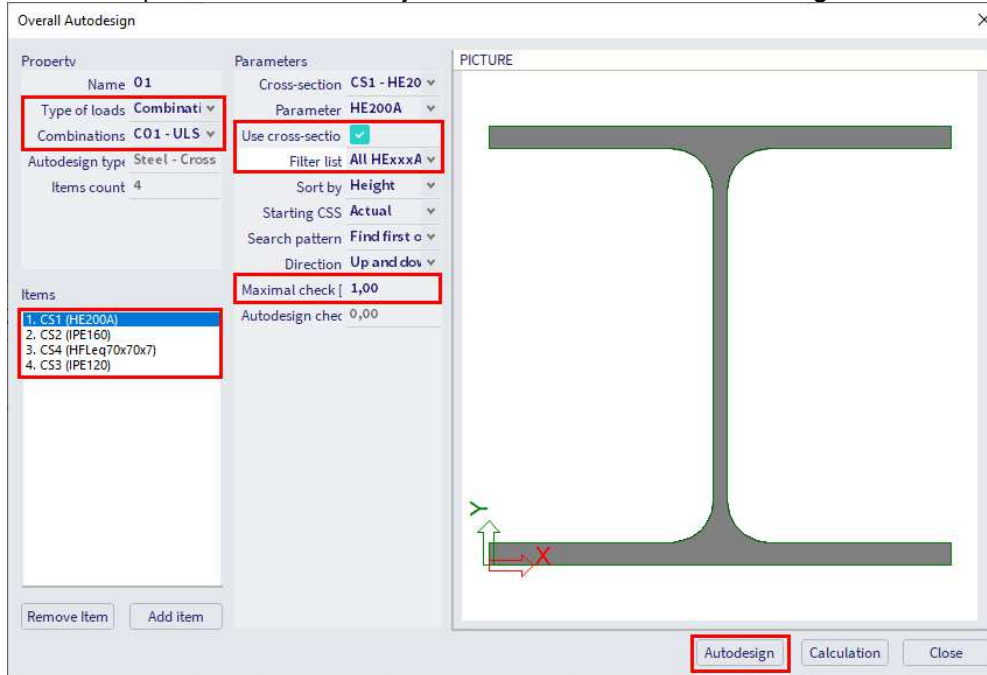 Overall Autodesign
Property
Name O1
Type of loads Combinati
Combinations CO1 - ULS
Autodesign type Steel - Cross
Items count 4
Items
1. CS1 (HE200A)
2. CS2 (IPE160)
3. CS4 (HFLeq70x70x7)
4. CS3 (IPE120)
Remove Item Add item
Parameters
Cross-section CS1 - HE20
Parameter HE200A
Use cross-sectio
Filter list All HExxxA
Sort by Height
Starting CSS Actual
Search pattern Find first o
Direction Up and dov
Maximal check [ 1,00
Autodesign chec 0,00
PICTURE
Y
X
Autodesign Calculation Close